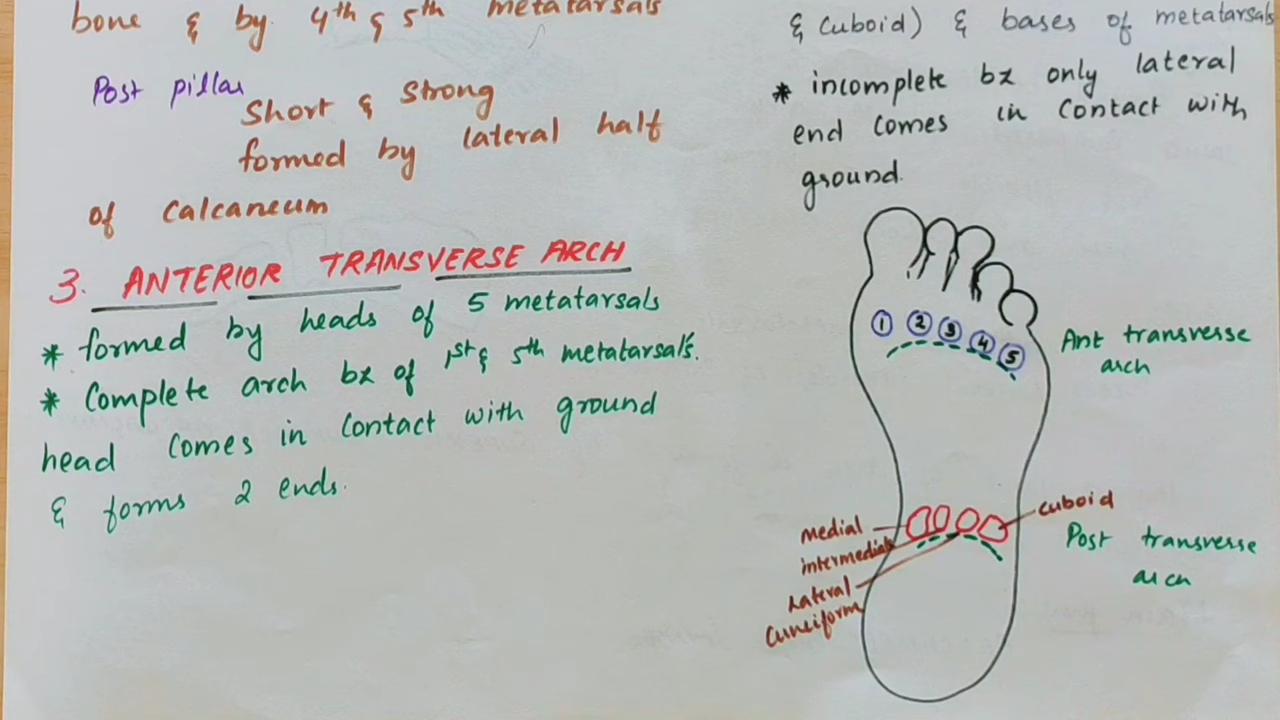 bone & by 4th & 5th metatarsals
Post pillar
Short & Strong
formed by lateral half
of Calcaneum
3. ANTERIOR TRANSVERSE ARCH
* formed by heads of 5 metatarsals
* Complete arch bz of 1st & 5th metatarsals.
head comes in contact with ground
& forms 2 ends.
& cuboid) & bases of metatarsals
* incomplete bz only lateral
end comes in contact with
ground.
1 2 3 4 5
Ant transverse
arch
medial
intermediate
Lateral
Cuneiform
cuboid
Post transverse
arch